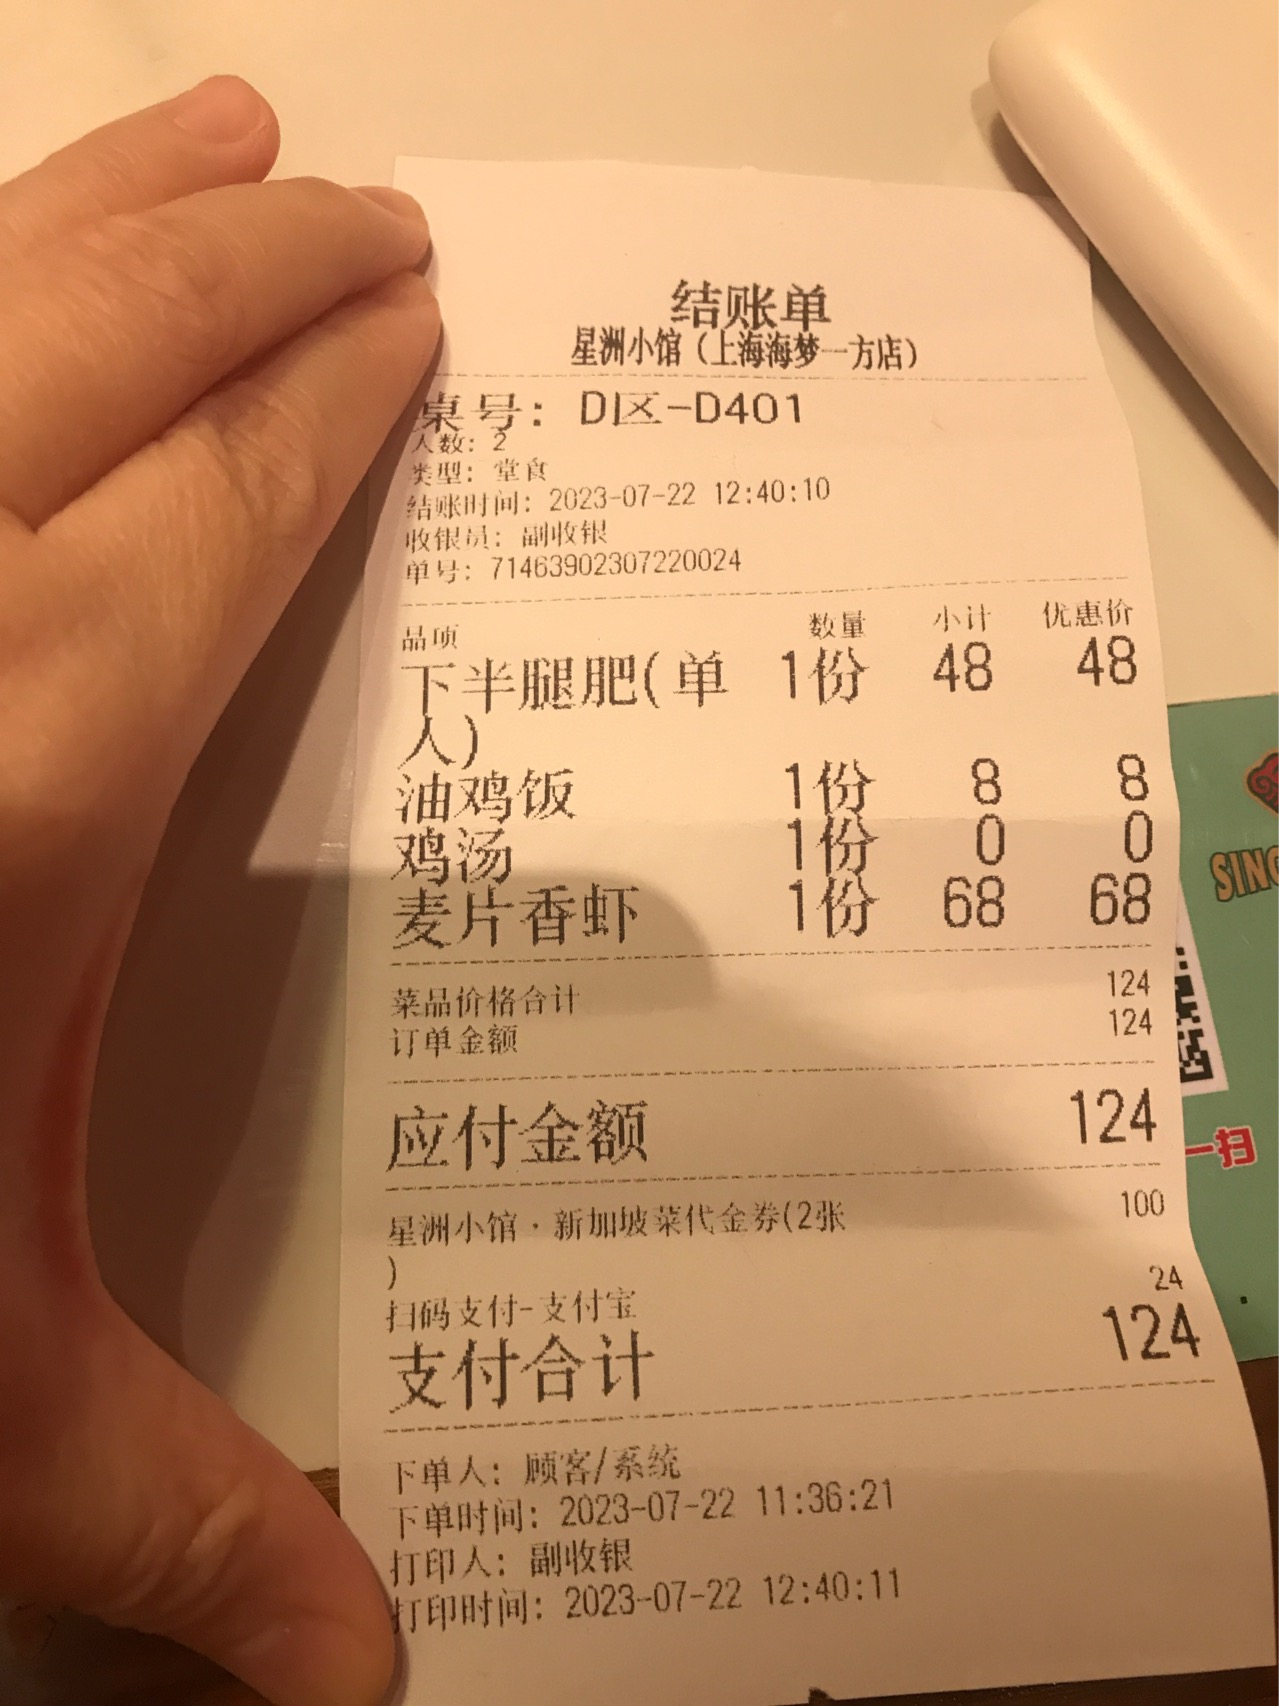 结账单
星洲小馆（上海海梦一方店）
桌号: D区-D401
人数: 2
类型: 堂食
结账时间: 2023-07-22 12:40:10
收银员: 副收银
单号: 71463902307220024
品项 数量 小计 优惠价
下半腿肥(单 1份 48 48
人)
油鸡饭 1份 8 8
鸡汤 1份 0 0
麦片香虾 1份 68 68
菜品价格合计 124
订单金额 124
应付金额 124
星洲小馆·新加坡菜代金券(2张 100
)
扫码支付-支付宝 24
支付合计 124
下单人: 顾客/系统
下单时间: 2023-07-22 11:36:21
打印人: 副收银
打印时间: 2023-07-22 12:40:11
SING
一扫